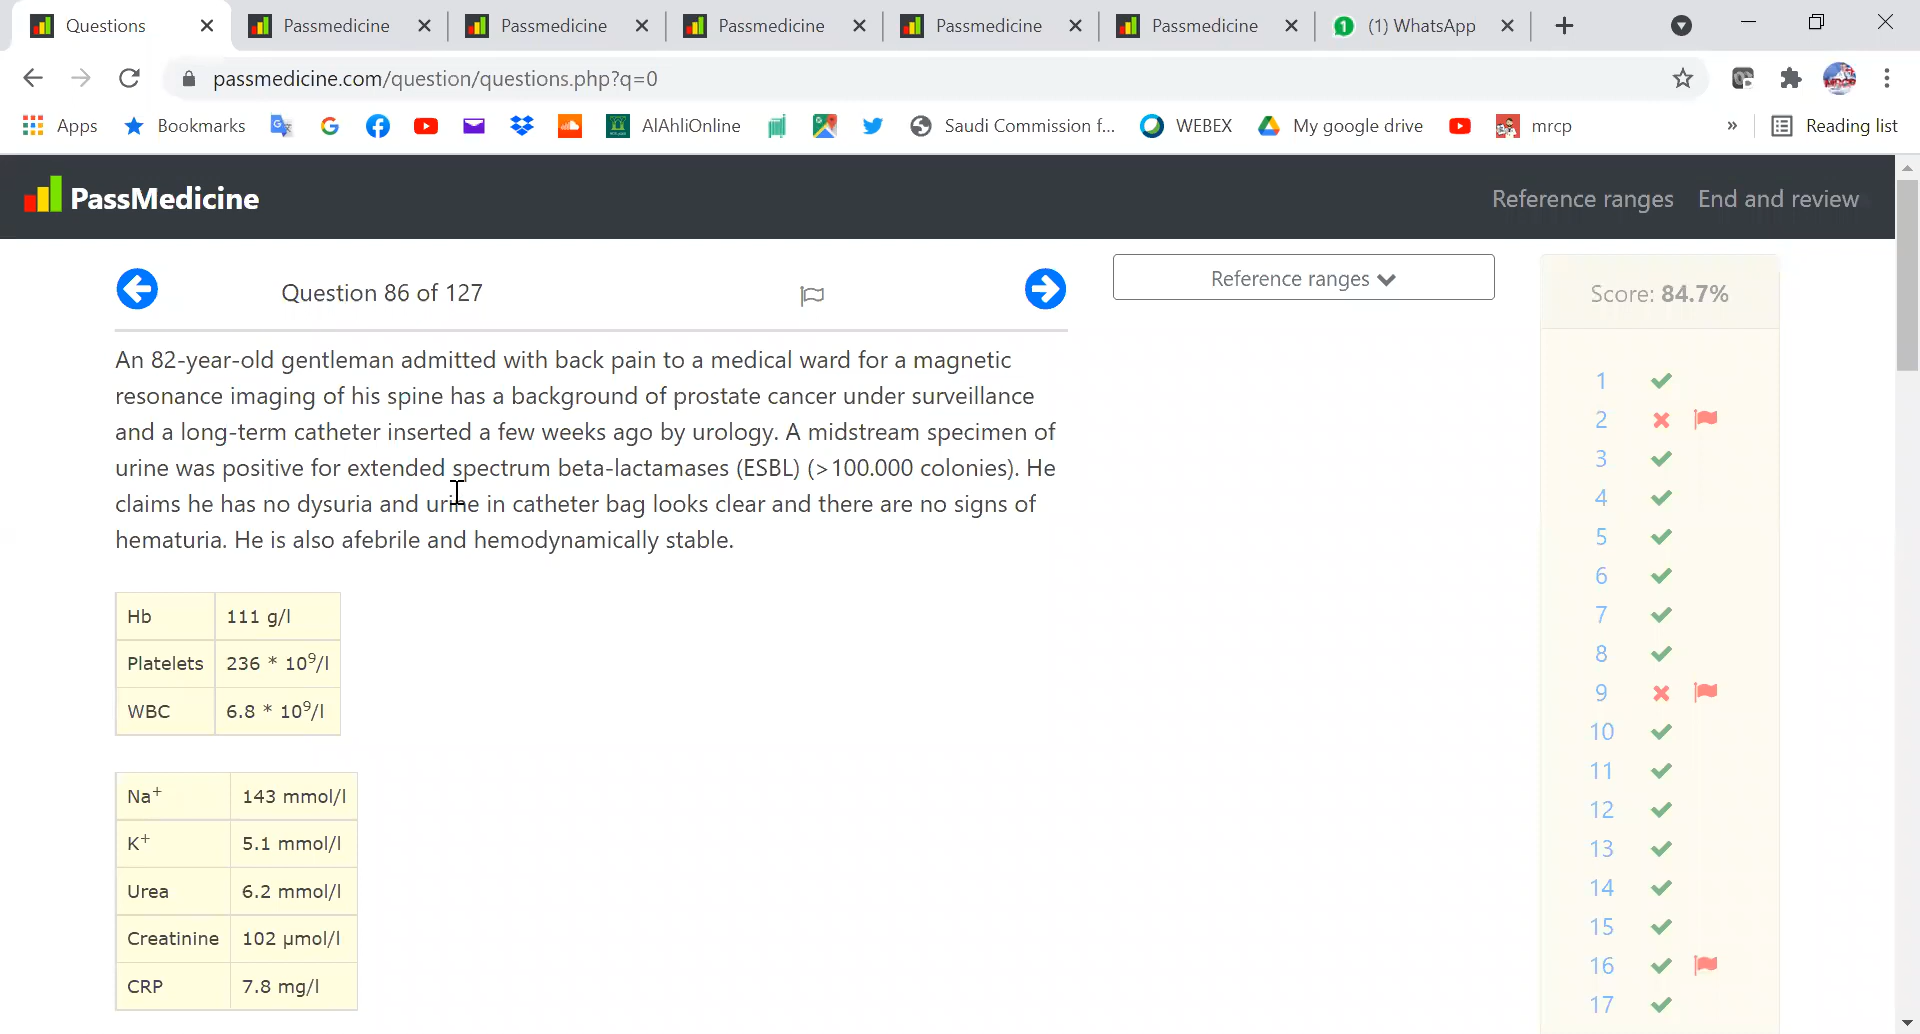 Questions
Passmedicine
Passmedicine
Passmedicine
Passmedicine
Passmedicine
(1) WhatsApp
passmedicine.com/question/questions.php?q=0
Apps
Bookmarks
AlAhliOnline
Saudi Commission f...
WEBEX
My google drive
mrcp
»
Reading list
PassMedicine
Reference ranges
End and review
Question 86 of 127
Reference ranges
Score: 84.7%
An 82-year-old gentleman admitted with back pain to a medical ward for a magnetic
resonance imaging of his spine has a background of prostate cancer under surveillance
and a long-term catheter inserted a few weeks ago by urology. A midstream specimen of
urine was positive for extended spectrum beta-lactamases (ESBL) (>100.000 colonies). He
claims he has no dysuria and urine in catheter bag looks clear and there are no signs of
hematuria. He is also afebrile and hemodynamically stable.
Hb 111 g/l
Platelets 236 * 10⁹/l
WBC 6.8 * 10⁹/l
Na⁺ 143 mmol/l
K⁺ 5.1 mmol/l
Urea 6.2 mmol/l
Creatinine 102 µmol/l
CRP 7.8 mg/l
1
2
3
4
5
6
7
8
9
10
11
12
13
14
15
16
17